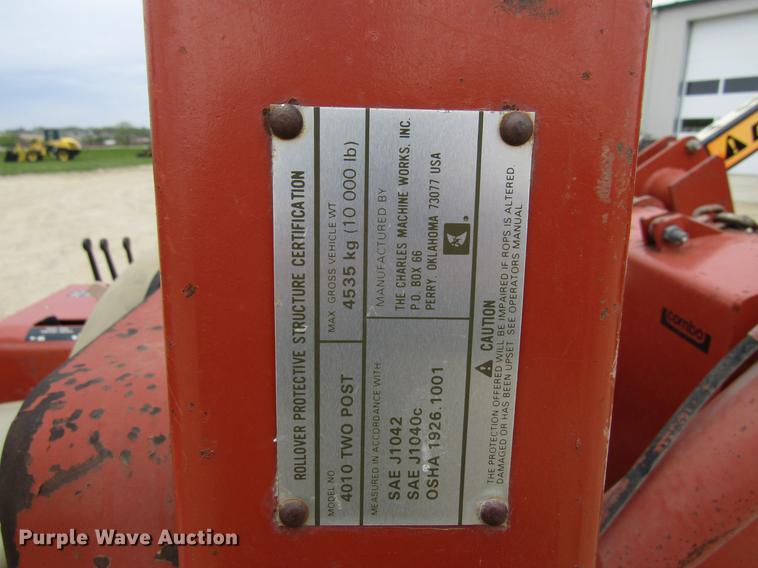 ROLLOVER PROTECTIVE STRUCTURE CERTIFICATION
MODEL NO
4010 TWO POST
MAX GROSS VEHICLE WT
4535 kg (10 000 lb)
MEASURED IN ACCORDANCE WITH
SAE J1042
SAE J1040c
OSHA 1926.1001
MANUFACTURED BY
THE CHARLES MACHINE WORKS, INC.
P.O. BOX 66
PERRY, OKLAHOMA 73077 USA
CAUTION
THE PROTECTION OFFERED WILL BE IMPAIRED IF ROPS IS ALTERED,
DAMAGED OR HAS BEEN UPSET. SEE OPERATORS MANUAL
combo
Purple Wave Auction